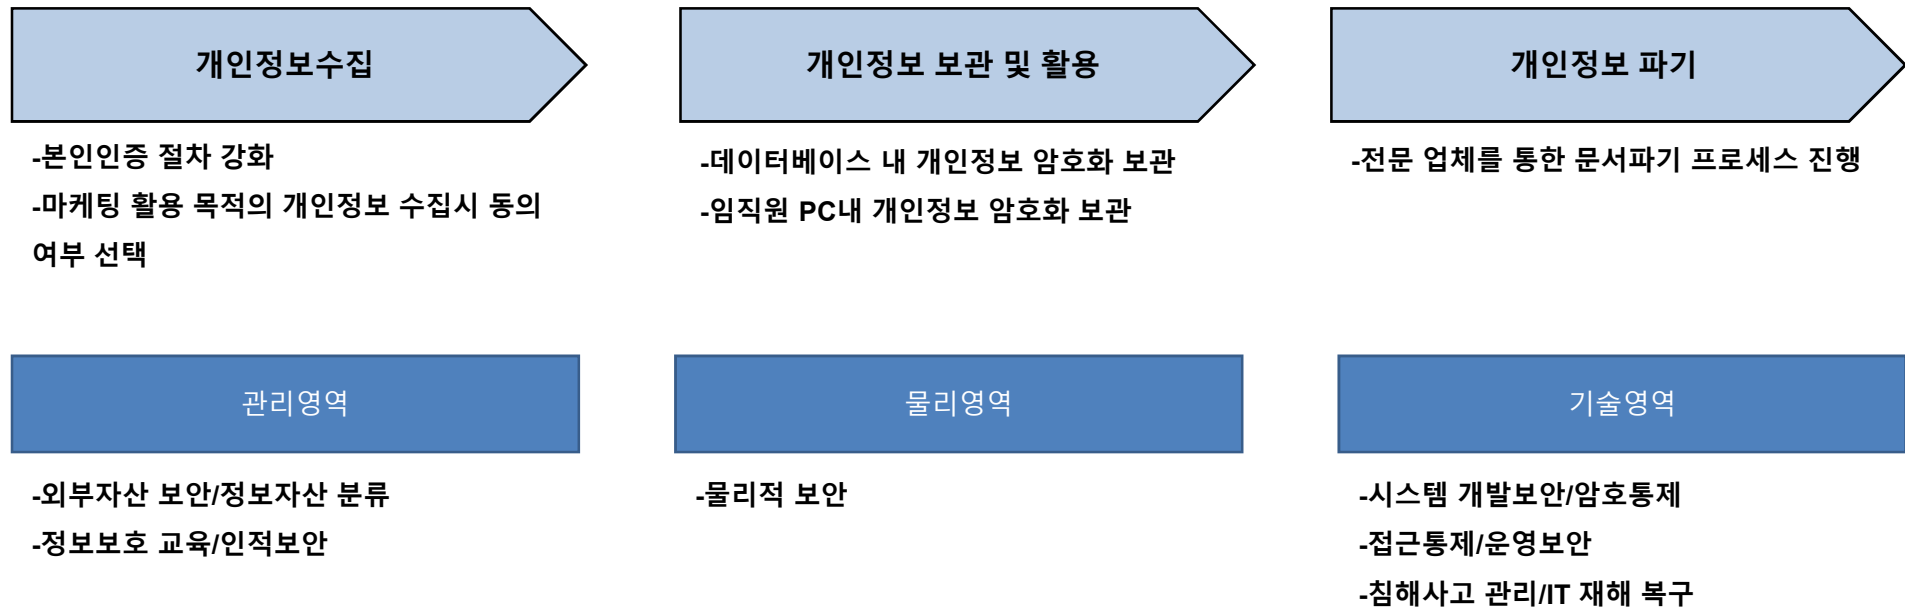 개인정보수집
개인정보 보관 및 활용
개인정보 파기
-본인인증 절차 강화
-마케팅 활용 목적의 개인정보 수집시 동의
여부 선택
-데이터베이스 내 개인정보 암호화 보관
-임직원 PC내 개인정보 암호화 보관
-전문 업체를 통한 문서파기 프로세스 진행
관리영역
물리영역
기술영역
-외부자산 보안/정보자산 분류
-정보보호 교육/인적보안
-물리적 보안
-시스템 개발보안/암호통제
-접근통제/운영보안
-침해사고 관리/IT 재해 복구